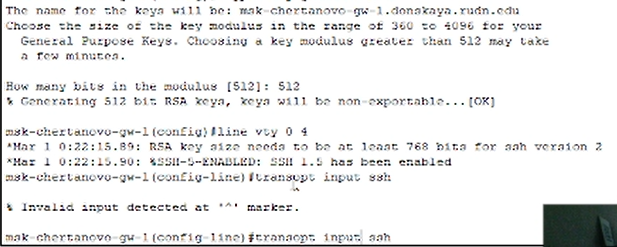 The name for the keys will be: msk-chertanovo-gw-1.donskaya.rudn.edu
Choose the size of the key modulus in the range of 360 to 4096 for your
General Purpose Keys. Choosing a key modulus greater than 512 may take
a few minutes.
How many bits in the modulus [512]: 512
% Generating 512 bit RSA keys, keys will be non-exportable...[OK]
msk-chertanovo-gw-1(config)#line vty 0 4
*Mar 1 0:22:15.89: RSA key size needs to be at least 768 bits for ssh version 2
*Mar 1 0:22:15.90: %SSH-5-ENABLED: SSH 1.5 has been enabled
msk-chertanovo-gw-1(config-line)#transopt input ssh
^
% Invalid input detected at '^' marker.
msk-chertanovo-gw-1(config-line)#transopt input ssh